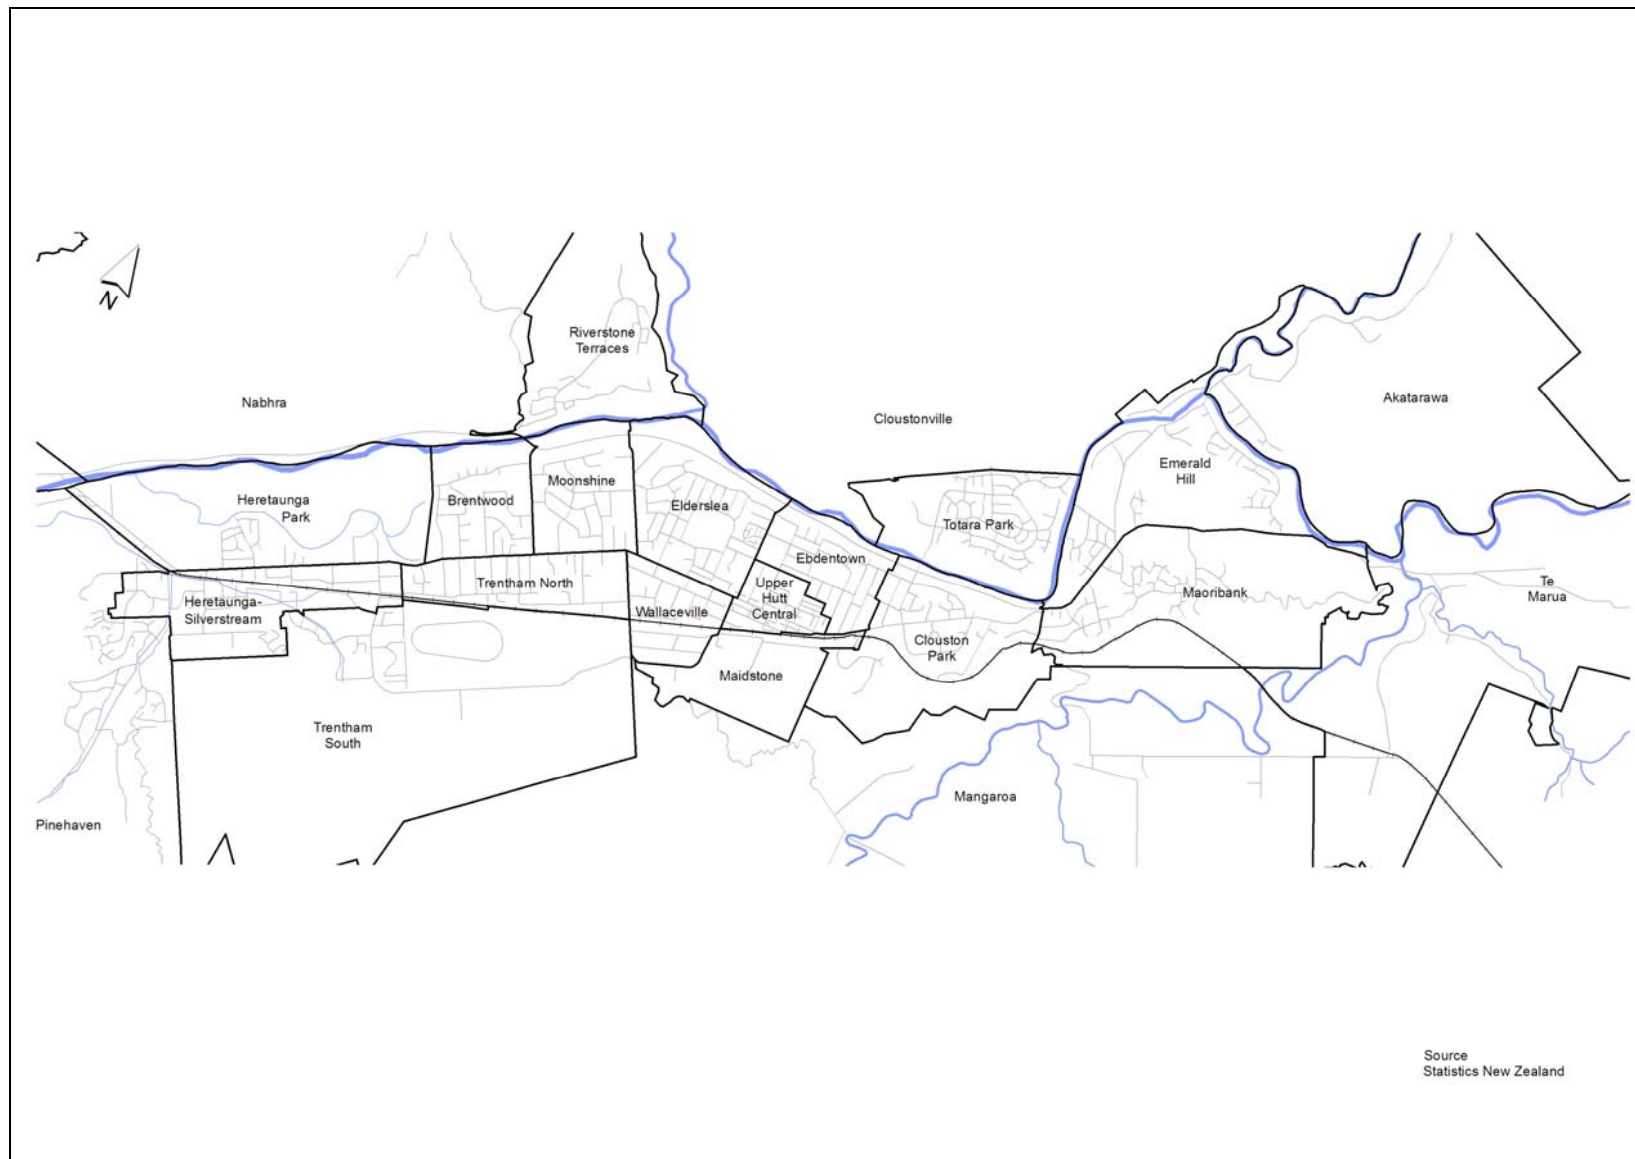 N
Riverstone
Terraces
Nabhra
Cloustonville
Akatarawa
Emerald
Hill
Heretaunga
Park
Brentwood
Moonshine
Elderslea
Totara Park
Ebdentown
Trentham North
Upper
Hutt
Central
Wallaceville
Heretaunga-
Silverstream
Maoribank
Te
Marua
Clouston
Park
Maidstone
Trentham
South
Mangaroa
Pinehaven
Source
Statistics New Zealand